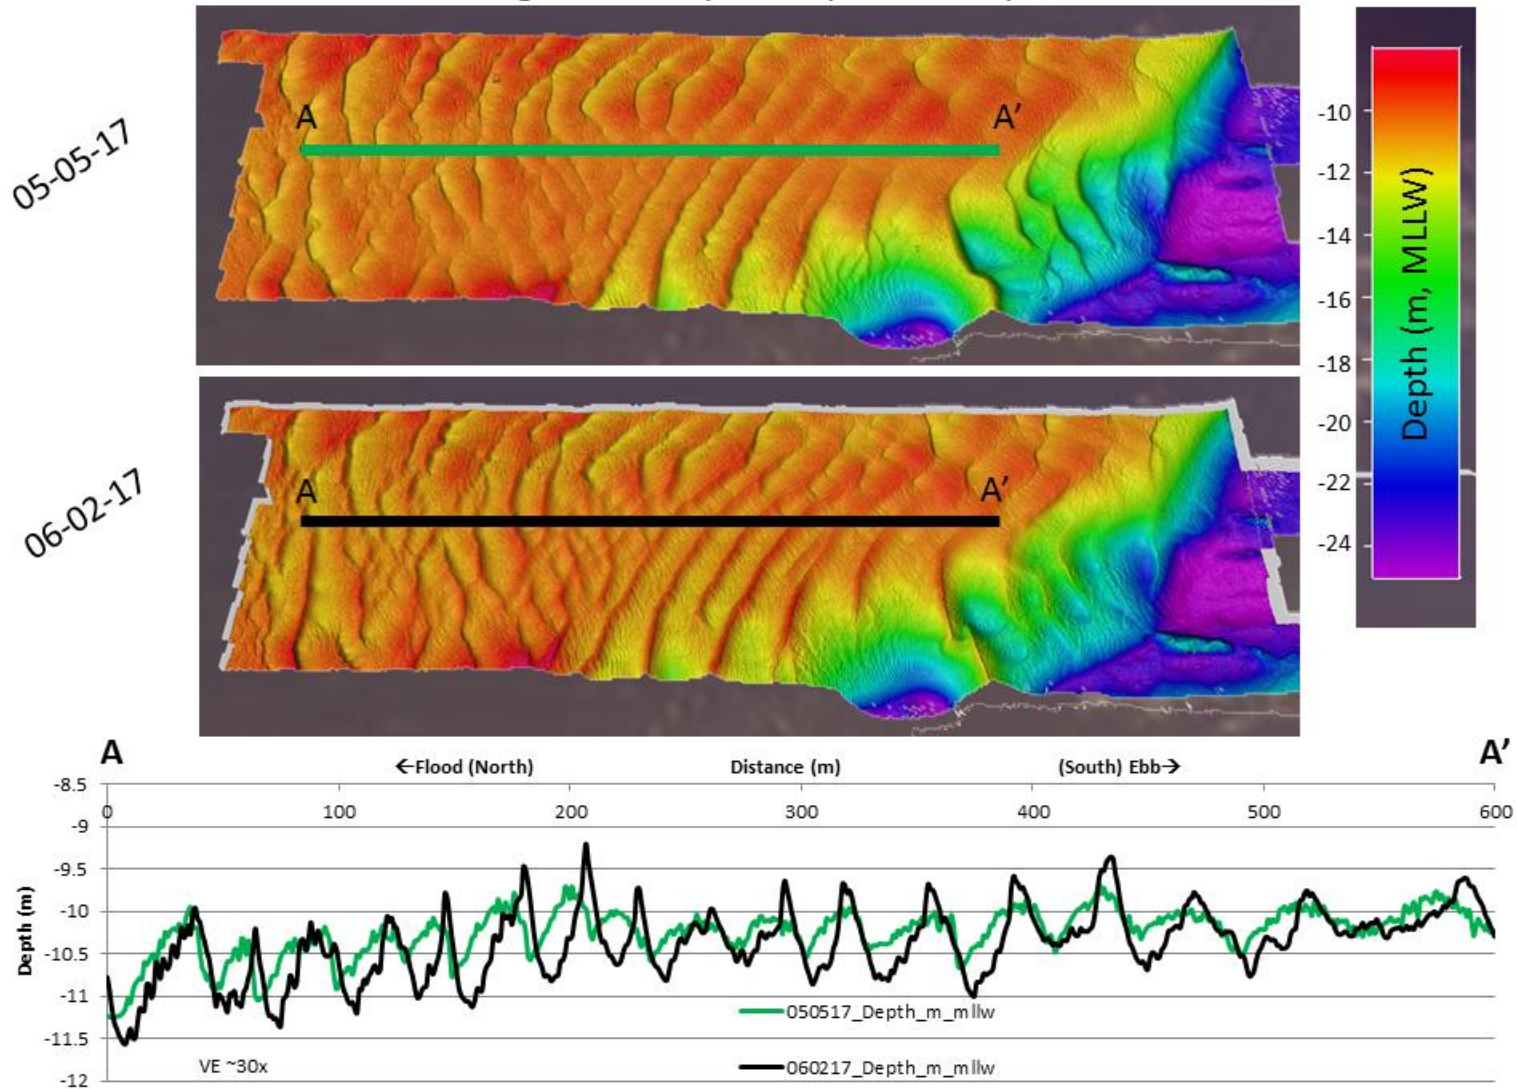 05-05-17
A
A’
-10
-12
-14
-16
-18
-20
-22
-24
Depth (m, MLLW)
06-02-17
A
A’
A
A’
←Flood (North)
Distance (m)
(South) Ebb→
-8.5
0
100
200
300
400
500
600
-9
-9.5
-10
-10.5
-11
-11.5
-12
Depth (m)
050517_Depth_m_mllw
060217_Depth_m_mllw
VE ~30x